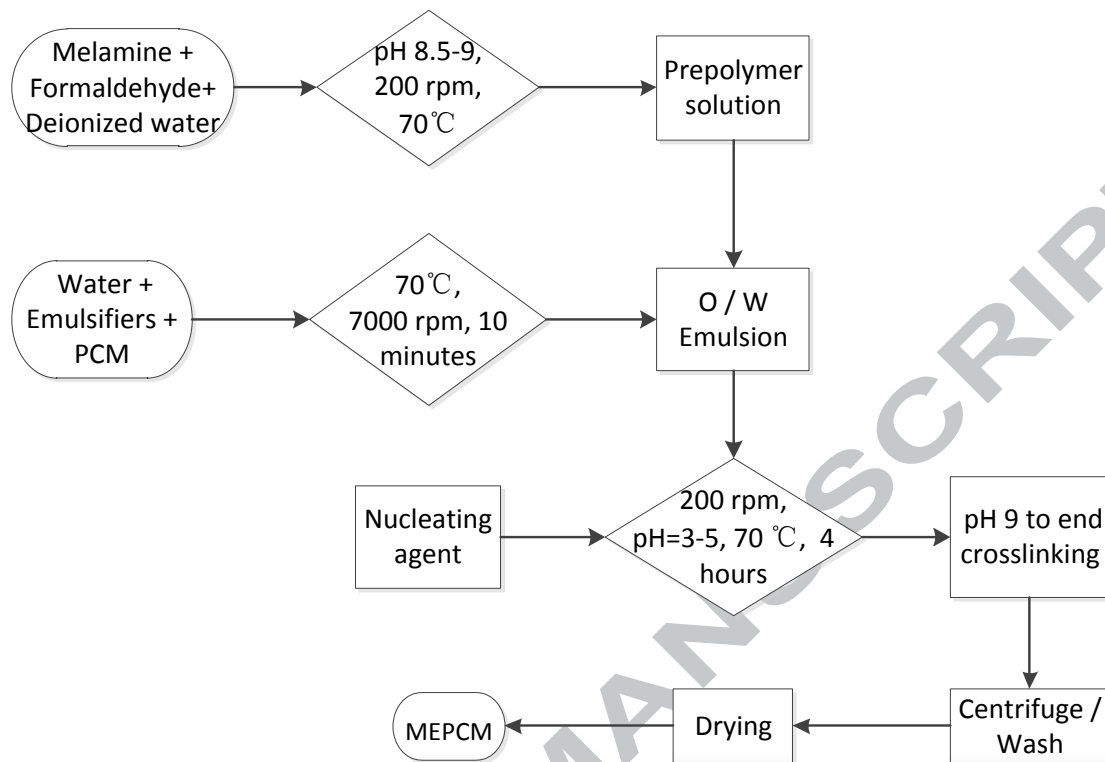 Melamine +
Formaldehyde+
Deionized water
pH 8.5-9,
200 rpm,
70℃
Prepolymer
solution
Water +
Emulsifiers +
PCM
70℃,
7000 rpm, 10
minutes
O / W
Emulsion
Nucleating
agent
200 rpm,
pH=3-5, 70 ℃, 4
hours
pH 9 to end
crosslinking
MEPCM
Drying
Centrifuge /
Wash
MANUSCRIP